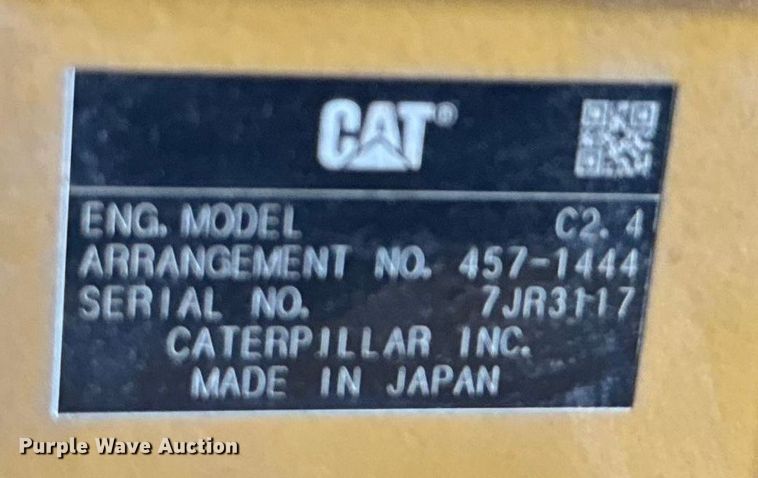 CAT®
ENG. MODEL C2.4
ARRANGEMENT NO. 457-1444
SERIAL NO. 7JR3117
CATERPILLAR INC.
MADE IN JAPAN
Purple Wave Auction